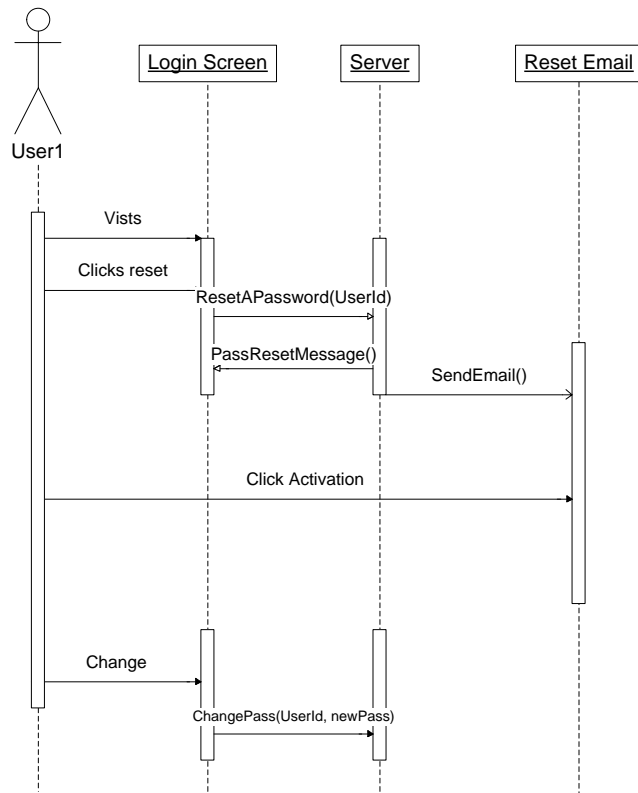 Login Screen
Server
Reset Email
User1
Vists
Clicks reset
ResetAPassword(UserId)
PassResetMessage()
SendEmail()
Click Activation
Change
ChangePass(UserId, newPass)